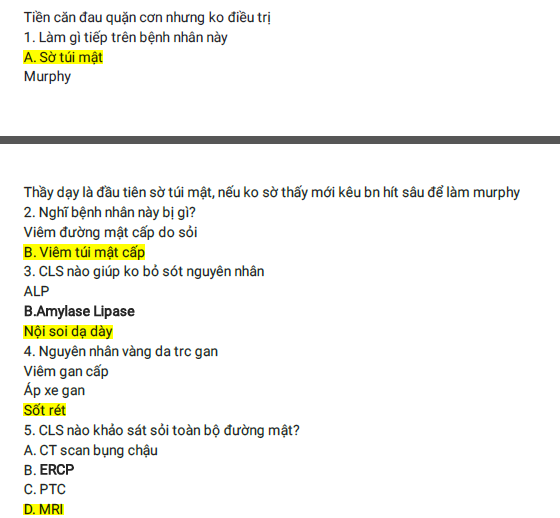 Tiền căn đau quặn cơn nhưng ko điều trị
1. Làm gì tiếp trên bệnh nhân này
A. Sờ túi mật
Murphy
Thầy dạy là đầu tiên sờ túi mật, nếu ko sờ thấy mới kêu bn hít sâu để làm murphy
2. Nghĩ bệnh nhân này bị gì?
Viêm đường mật cấp do sỏi
B. Viêm túi mật cấp
3. CLS nào giúp ko bỏ sót nguyên nhân
ALP
B.Amylase Lipase
Nội soi dạ dày
4. Nguyên nhân vàng da trc gan
Viêm gan cấp
Áp xe gan
Sốt rét
5. CLS nào khảo sát sỏi toàn bộ đường mật?
A. CT scan bụng chậu
B. ERCP
C. PTC
D. MRI